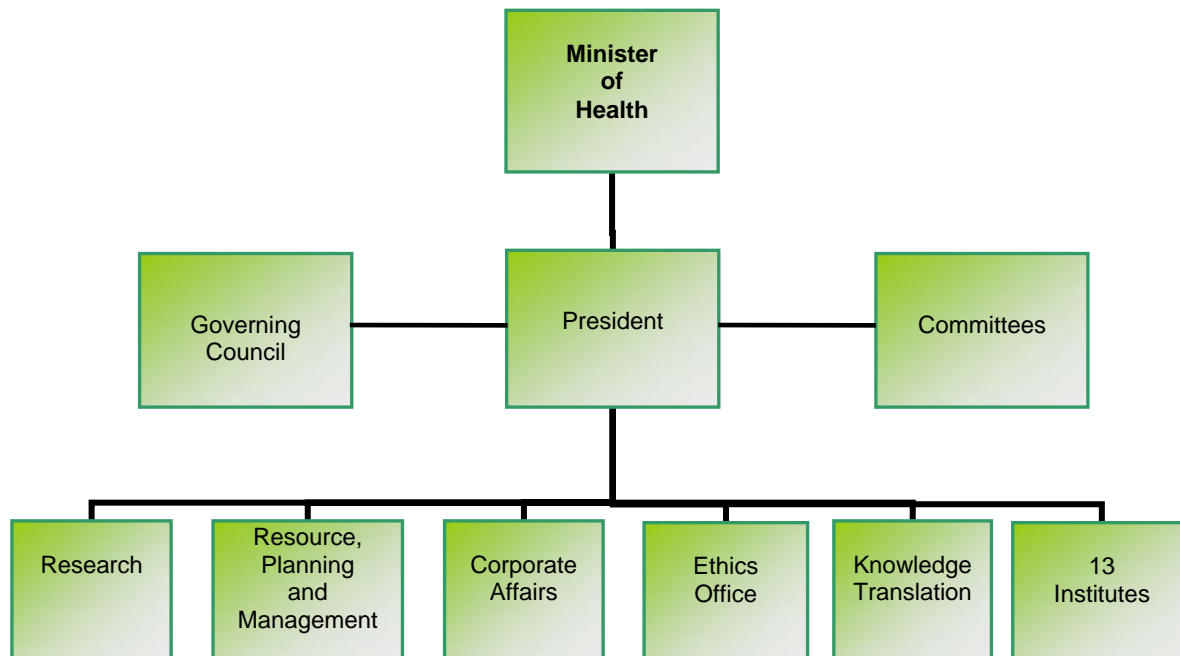 Minister
of
Health
Governing
Council
President
Committees
Research
Resource,
Planning
and
Management
Corporate
Affairs
Ethics
Office
Knowledge
Translation
13
Institutes